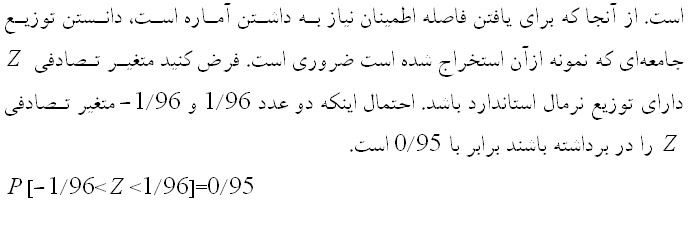 است. از آنجا که برای یافتن فاصله اطمینان نیاز به داشتن آماره است، دانستن توزیع
جامعه‌ای که نمونه ازآن استخراج شده است ضروری است. فرض کنید متغیر تصادفی Z
دارای توزیع نرمال استاندارد باشد. احتمال اینکه دو عدد 1/96 و 1/96- متغیر تصادفی
Z را در برداشته باشند برابر با 0/95 است.
P[-1/96<Z<1/96]=0/95